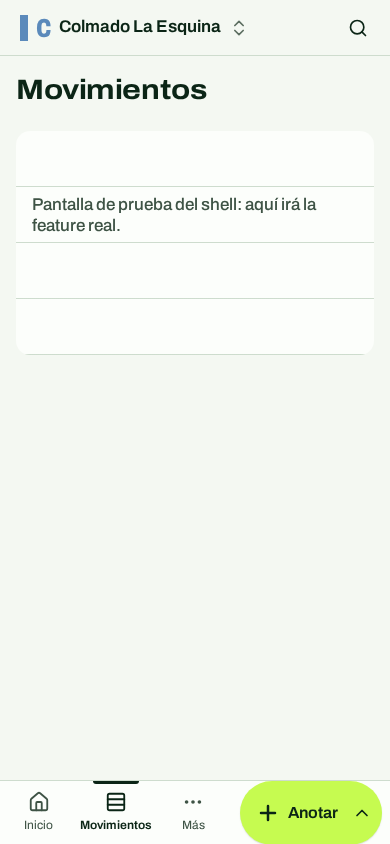 C Colmado La Esquina
Movimientos
Pantalla de prueba del shell: aquí irá la
feature real.
Inicio
Movimientos
Más
Anotar